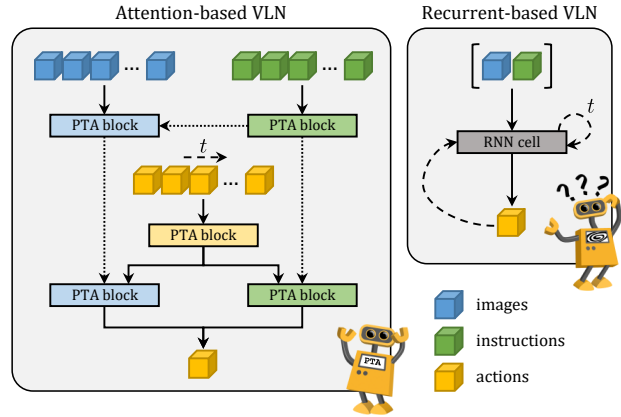 Attention-based VLN
Recurrent-based VLN
...
...
PTA block
PTA block
t
...
PTA block
PTA block
PTA block
PTA
t
RNN cell
???
images
instructions
actions